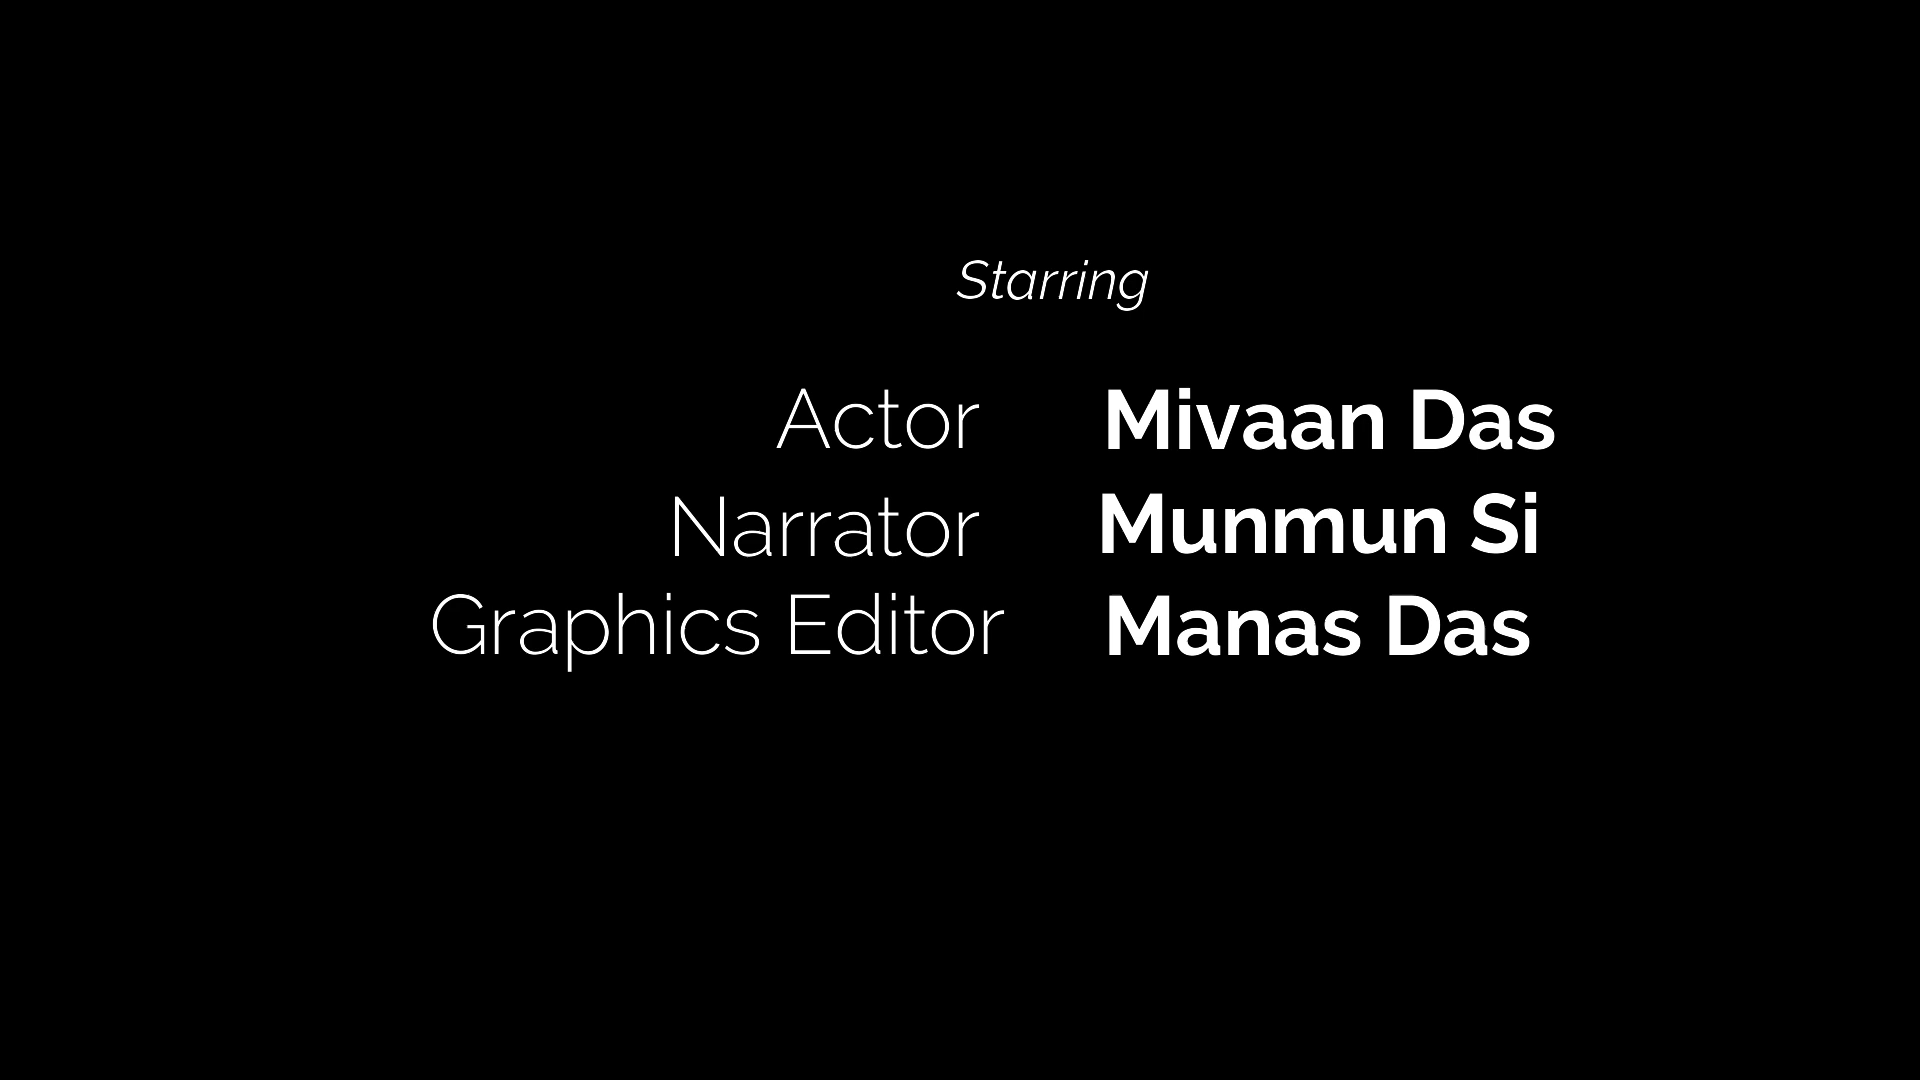 Starring
Actor Mivaan Das
Narrator Munmun Si
Graphics Editor Manas Das